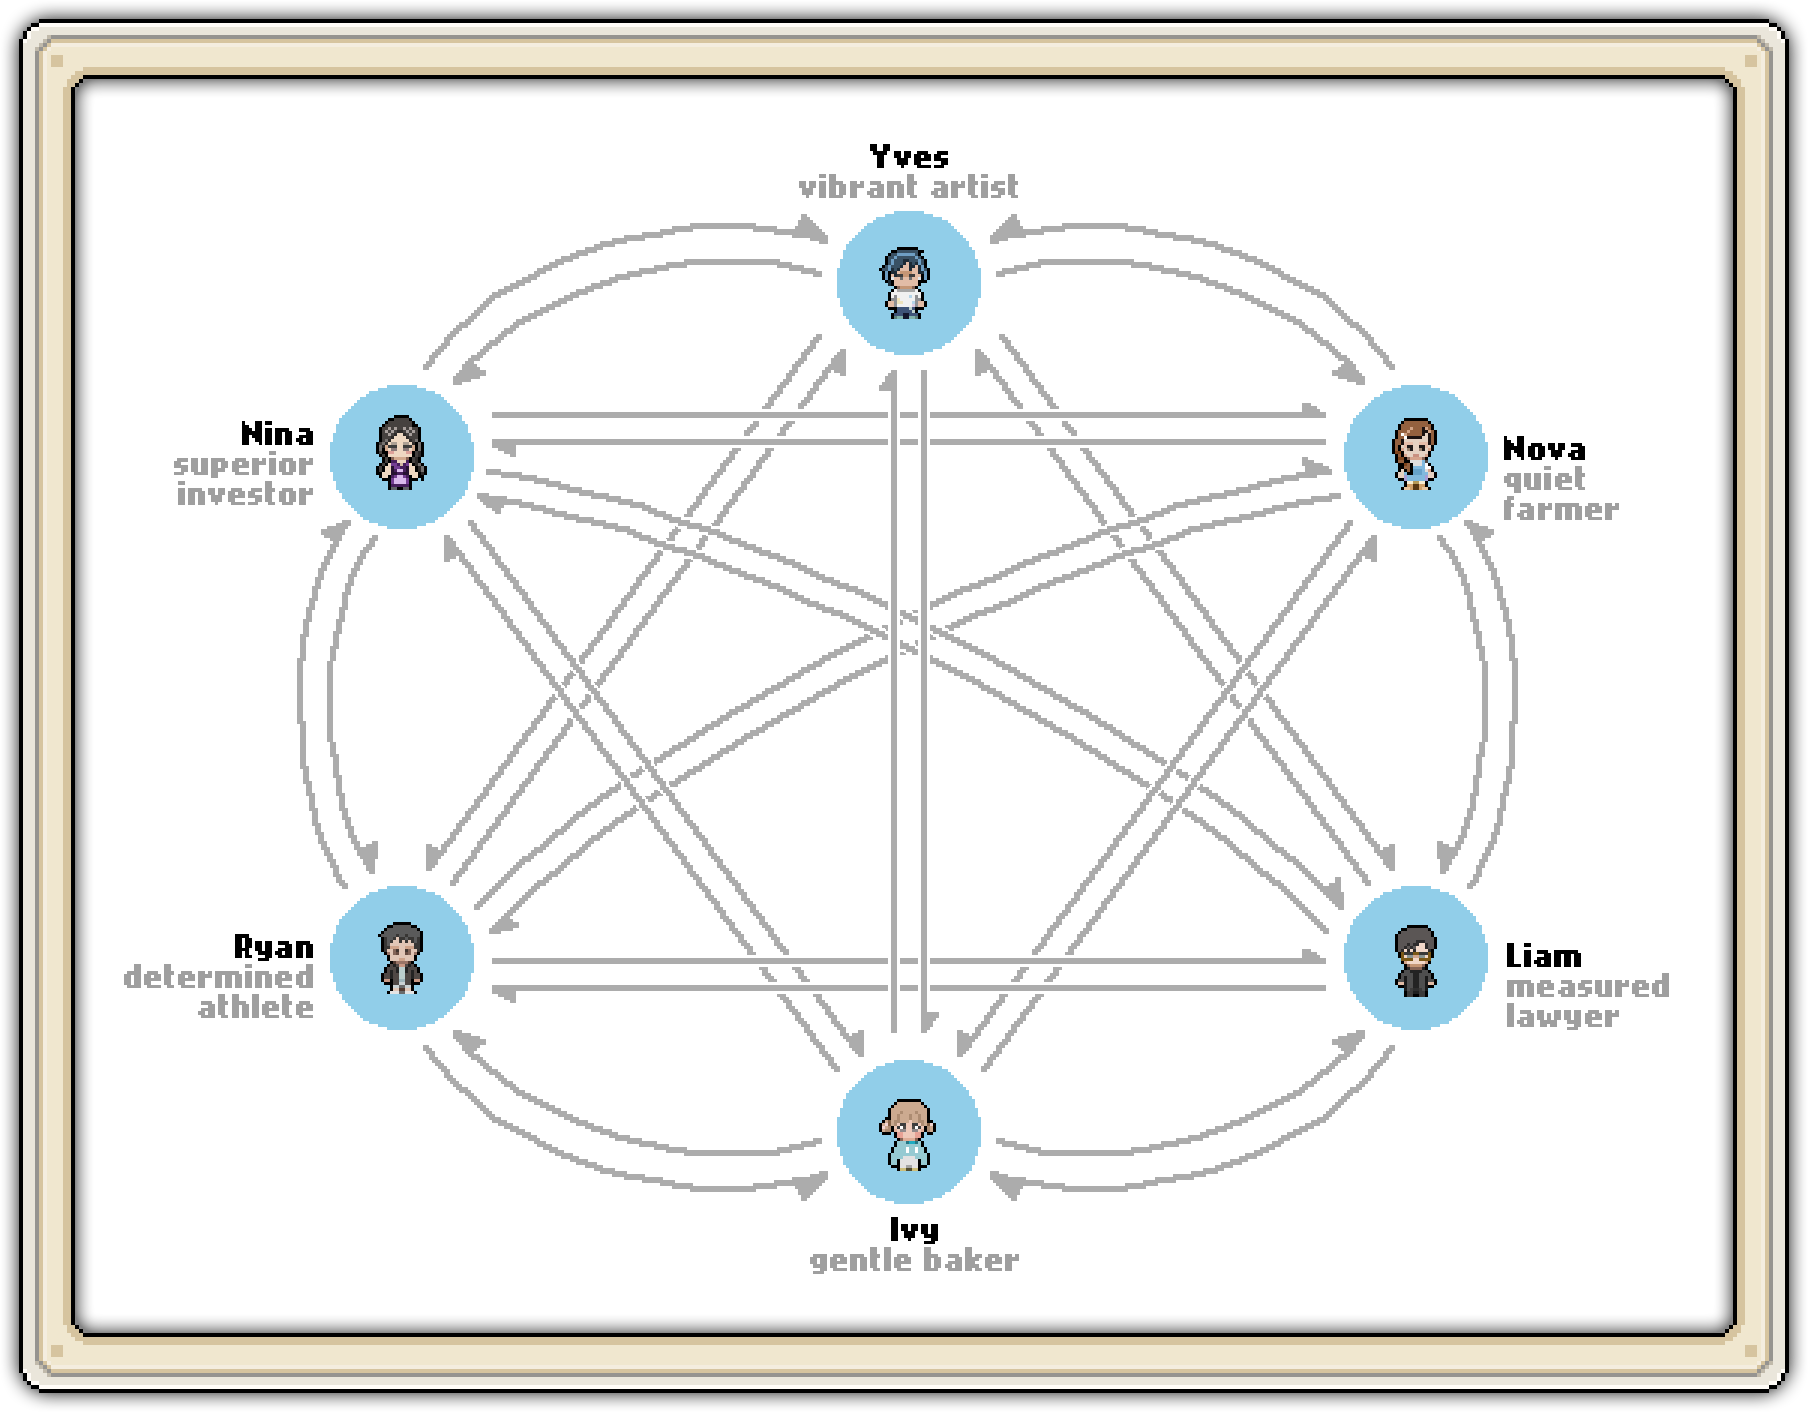 Yves
vibrant artist
Nina
superior
investor
Nova
quiet
farmer
Ryan
determined
athlete
Liam
measured
lawyer
Ivy
gentle baker